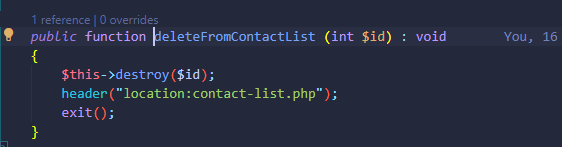 1 reference | 0 overrides
public function deleteFromContactList (int $id) : void You, 16
{
$this->destroy($id);
header("location:contact-list.php");
exit();
}